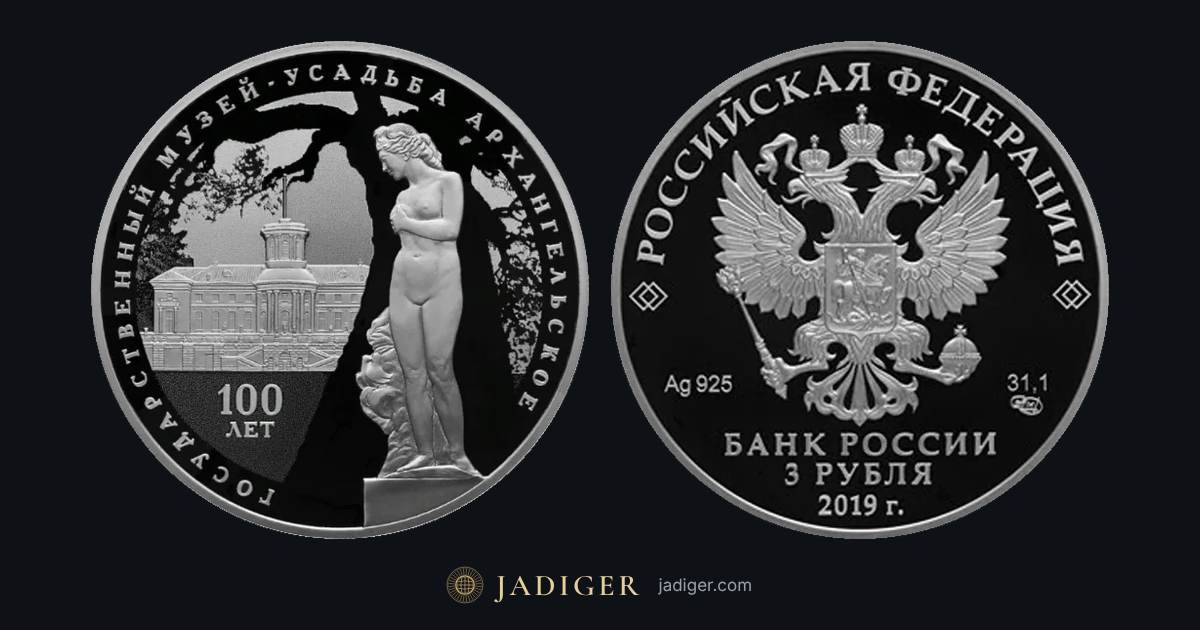 ГОСУДАРСТВЕННЫЙ МУЗЕЙ-УСАДЬБА АРХАНГЕЛЬСКОЕ
100
ЛЕТ
РОССИЙСКАЯ ФЕДЕРАЦИЯ
Ag 925
31,1
БАНК РОССИИ
3 РУБЛЯ
2019 г.
JADIGER
jadiger.com